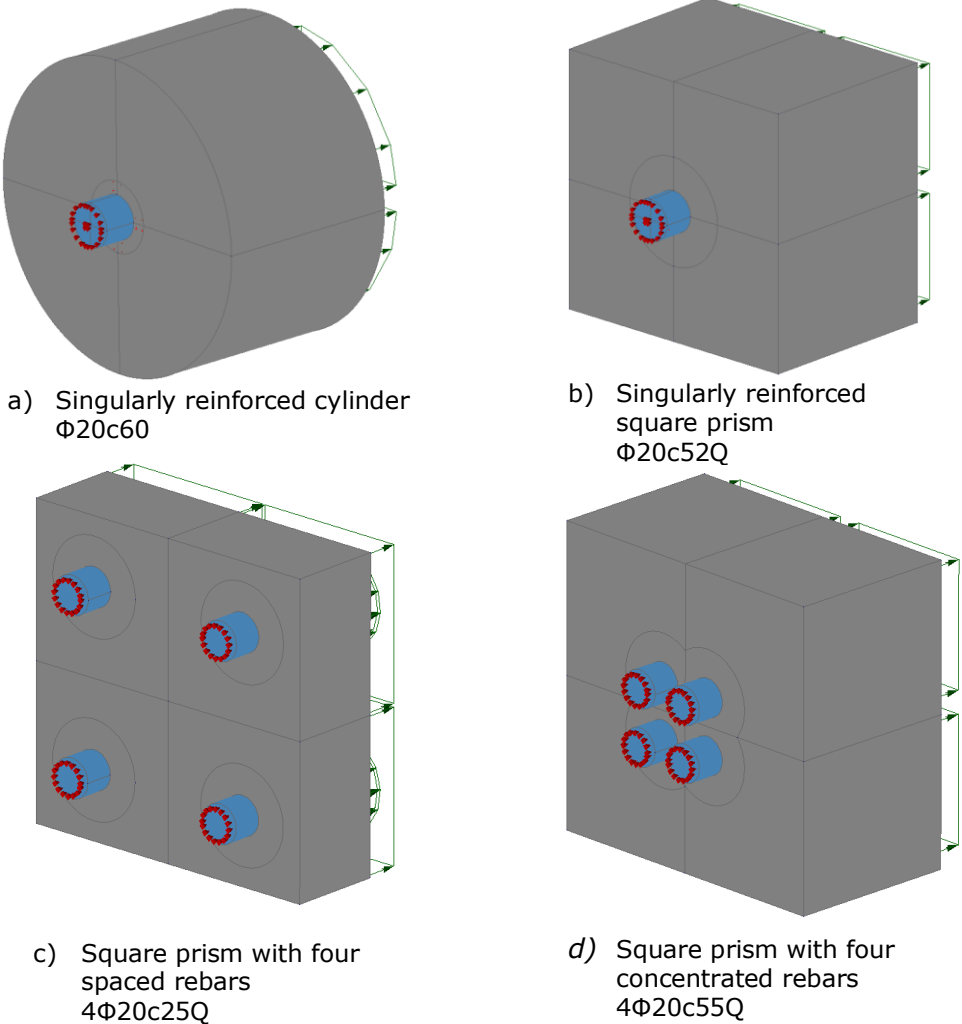 a) Singularly reinforced cylinder
Φ20c60
b) Singularly reinforced
square prism
Φ20c52Q
c) Square prism with four
spaced rebars
4Φ20c25Q
d) Square prism with four
concentrated rebars
4Φ20c55Q